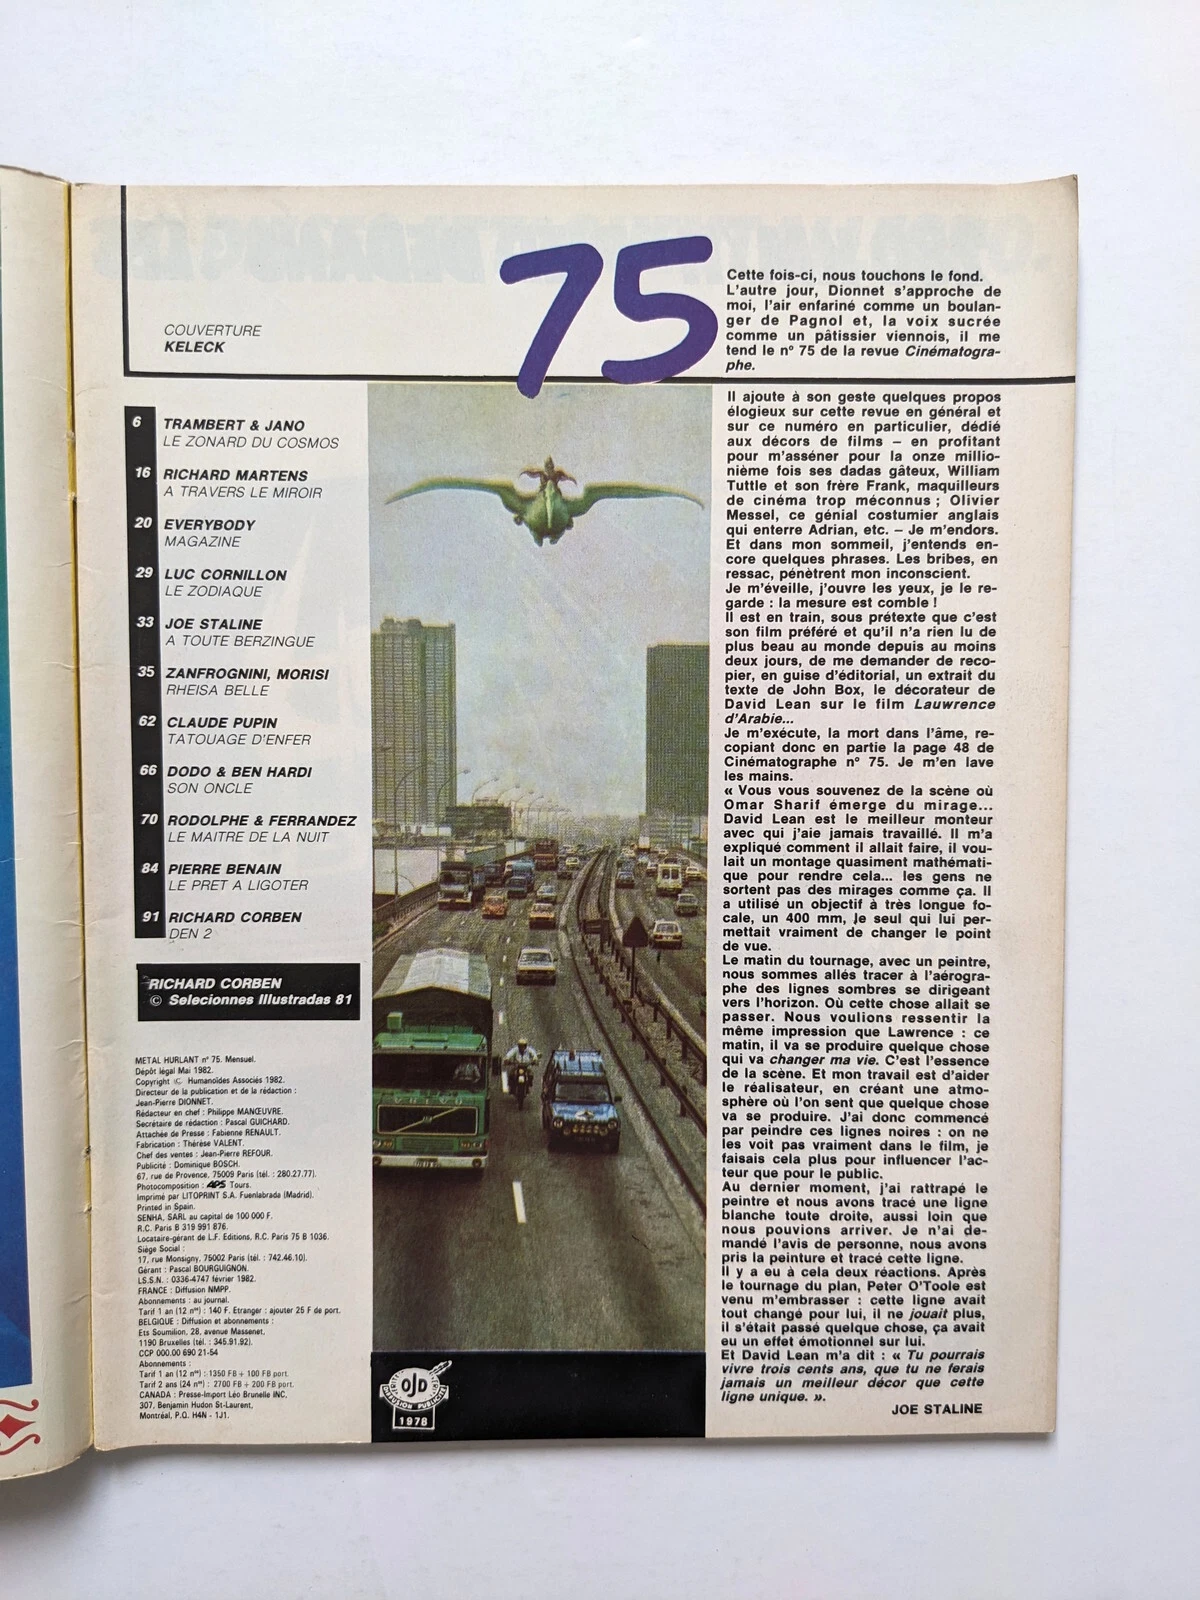 75
COUVERTURE
KELECK
6 TRAMBERT & JANO
LE ZONARD DU COSMOS
16 RICHARD MARTENS
A TRAVERS LE MIROIR
20 EVERYBODY
MAGAZINE
29 LUC CORNILLON
LE ZODIAQUE
33 JOE STALINE
A TOUTE BERZINGUE
35 ZANFROGNINI, MORISI
RHEISA BELLE
62 CLAUDE PUPIN
TATOUAGE D'ENFER
66 DODO & BEN HARDI
SON ONCLE
70 RODOLPHE & FERRANDEZ
LE MAITRE DE LA NUIT
84 PIERRE BENAIN
LE PRET A LIGOTER
91 RICHARD CORBEN
DEN 2
RICHARD CORBEN
© Selecionnes Illustradas 81
METAL HURLANT n° 75. Mensuel.
Dépôt légal Mai 1982.
Copyright © Humanoïdes Associés 1982.
Directeur de la publication et de la rédaction :
Jean-Pierre DIONNET.
Rédacteur en chef : Philippe MANŒUVRE.
Secrétaire de rédaction : Pascal GUICHARD.
Attachée de Presse : Fabienne RENAULT.
Fabrication : Thérèse VALENT.
Chef des ventes : Jean-Pierre REFOUR.
Publicité : Dominique BOSCH.
67, rue de Provence, 75009 Paris (tél. : 280.27.77).
Photocomposition : APS Tours.
Imprimé par LITOPRINT S.A. Fuenlabrada (Madrid).
Printed in Spain.
SENHA, SARL au capital de 100 000 F.
R.C. Paris B 319 991 876.
Locataire-gérant de L.F. Editions, R.C. Paris 75 B 1036.
Siège Social :
17, rue Monsigny, 75002 Paris (tél. : 742.46.10).
Gérant : Pascal BOURGUIGNON.
I.S.S.N. : 0336-4747 février 1982.
FRANCE : Diffusion NMPP.
Abonnements : au journal.
Tarif 1 an (12 nos) : 140 F. Etranger : ajouter 25 F de port.
BELGIQUE : Diffusion et abonnements :
Ets Soumilion, 28, avenue Massenet,
1190 Bruxelles (tél. : 345.91.92).
CCP 000.00 690 21-54
Abonnements :
Tarif 1 an (12 nos) : 1350 FB + 100 FB port.
Tarif 2 ans (24 nos) : 2700 FB + 200 FB port.
CANADA : Presse-Import Léo Brunelle INC,
307, Benjamin Hudon St-Laurent,
Montréal, P.Q. H4N - 1J1.
VOLVO
OJD
DIFFUSION PUBLICITÉ
1978
Cette fois-ci, nous touchons le fond.
L'autre jour, Dionnet s'approche de
moi, l'air enfariné comme un boulan-
ger de Pagnol et, la voix sucrée
comme un pâtissier viennois, il me
tend le n° 75 de la revue Cinématogra-
phe.
Il ajoute à son geste quelques propos
élogieux sur cette revue en général et
sur ce numéro en particulier, dédié
aux décors de films – en profitant
pour m'asséner pour la onze millio-
nième fois ses dadas gâteux, William
Tuttle et son frère Frank, maquilleurs
de cinéma trop méconnus ; Olivier
Messel, ce génial costumier anglais
qui enterre Adrian, etc. – Je m'endors.
Et dans mon sommeil, j'entends en-
core quelques phrases. Les bribes, en
ressac, pénètrent mon inconscient.
Je m'éveille, j'ouvre les yeux, je le re-
garde : la mesure est comble !
Il est en train, sous prétexte que c'est
son film préféré et qu'il n'a rien lu de
plus beau au monde depuis au moins
deux jours, de me demander de reco-
pier, en guise d'éditorial, un extrait du
texte de John Box, le décorateur de
David Lean sur le film Lauwrence
d'Arabie...
Je m'exécute, la mort dans l'âme, re-
copiant donc en partie la page 48 de
Cinématographe n° 75. Je m'en lave
les mains.
« Vous vous souvenez de la scène où
Omar Sharif émerge du mirage...
David Lean est le meilleur monteur
avec qui j'aie jamais travaillé. Il m'a
expliqué comment il allait faire, il vou-
lait un montage quasiment mathémati-
que pour rendre cela... les gens ne
sortent pas des mirages comme ça. Il
a utilisé un objectif à très longue fo-
cale, un 400 mm, le seul qui lui per-
mettait vraiment de changer le point
de vue.
Le matin du tournage, avec un peintre,
nous sommes allés tracer à l'aérogra-
phe des lignes sombres se dirigeant
vers l'horizon. Où cette chose allait se
passer. Nous voulions ressentir la
même impression que Lawrence : ce
matin, il va se produire quelque chose
qui va changer ma vie. C'est l'essence
de la scène. Et mon travail est d'aider
le réalisateur, en créant une atmo-
sphère où l'on sent que quelque chose
va se produire. J'ai donc commencé
par peindre ces lignes noires : on ne
les voit pas vraiment dans le film, je
faisais cela plus pour influencer l'ac-
teur que pour le public.
Au dernier moment, j'ai rattrapé le
peintre et nous avons tracé une ligne
blanche toute droite, aussi loin que
nous pouvions arriver. Je n'ai de-
mandé l'avis de personne, nous avons
pris la peinture et tracé cette ligne.
Il y a eu à cela deux réactions. Après
le tournage du plan, Peter O'Toole est
venu m'embrasser : cette ligne avait
tout changé pour lui, il ne jouait plus,
il s'était passé quelque chose, ça avait
eu un effet émotionnel sur lui.
Et David Lean m'a dit : « Tu pourrais
vivre trois cents ans, que tu ne ferais
jamais un meilleur décor que cette
ligne unique. ».
JOE STALINE